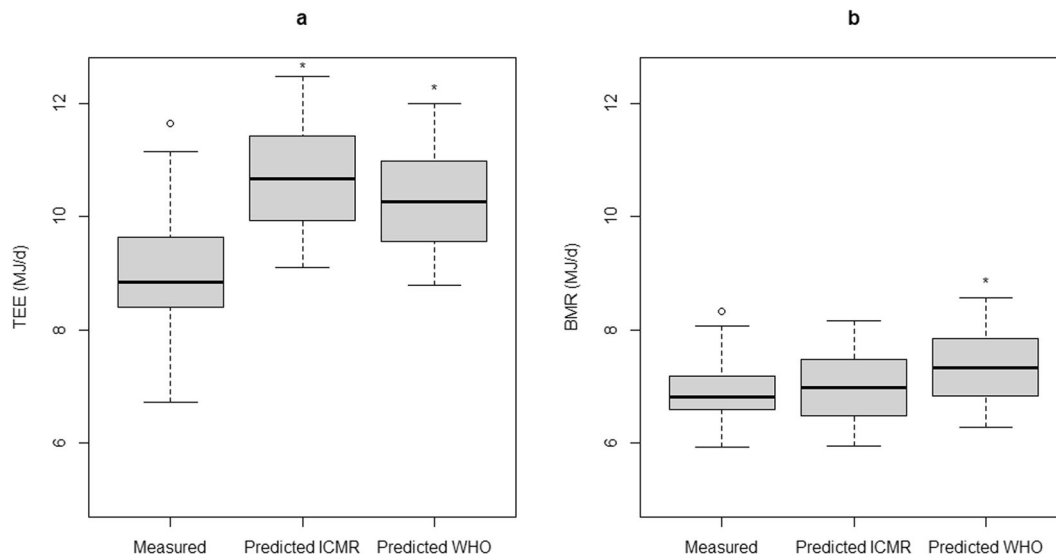 a
TEE (MJ/d)
12
10
8
6
*
*
Measured
Predicted ICMR
Predicted WHO
b
BMR (MJ/d)
12
10
8
6
*
Measured
Predicted ICMR
Predicted WHO